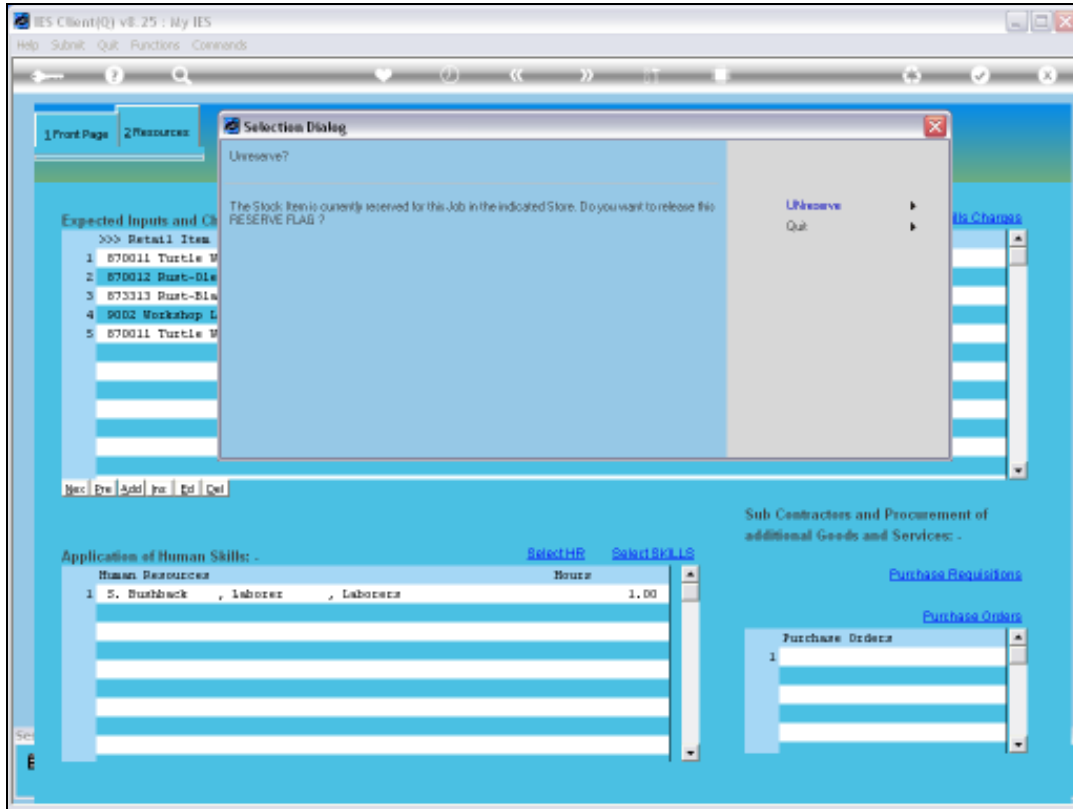 IES Client(Q) v8.25 : My IES
Help Submit Quit Functions Commands
1 Front Page 2 Resources
Selection Dialog
Unreserve?
The Stock Item is currently reserved for this Job in the indicated Store. Do you want to release this
RESERVE FLAG ?
UNreserve
Quit
Expected Inputs and Ch
lls Charges
>>> Retail Item
1 870011 Turtle W
2 870012 Rust-Ole
3 873313 Rust-Bla
4 9002 Workshop L
5 870011 Turtle W
Nex Pre Add Ins Ed Del
Sub Contractors and Procurement of
additional Goods and Services: -
Application of Human Skills: -
Select HR Select SKILLS
Human Resources Hours
1 S. Bushback , laborer , Laborers 1.00
Purchase Requisitions
Purchase Orders
Purchase Orders
1
Se